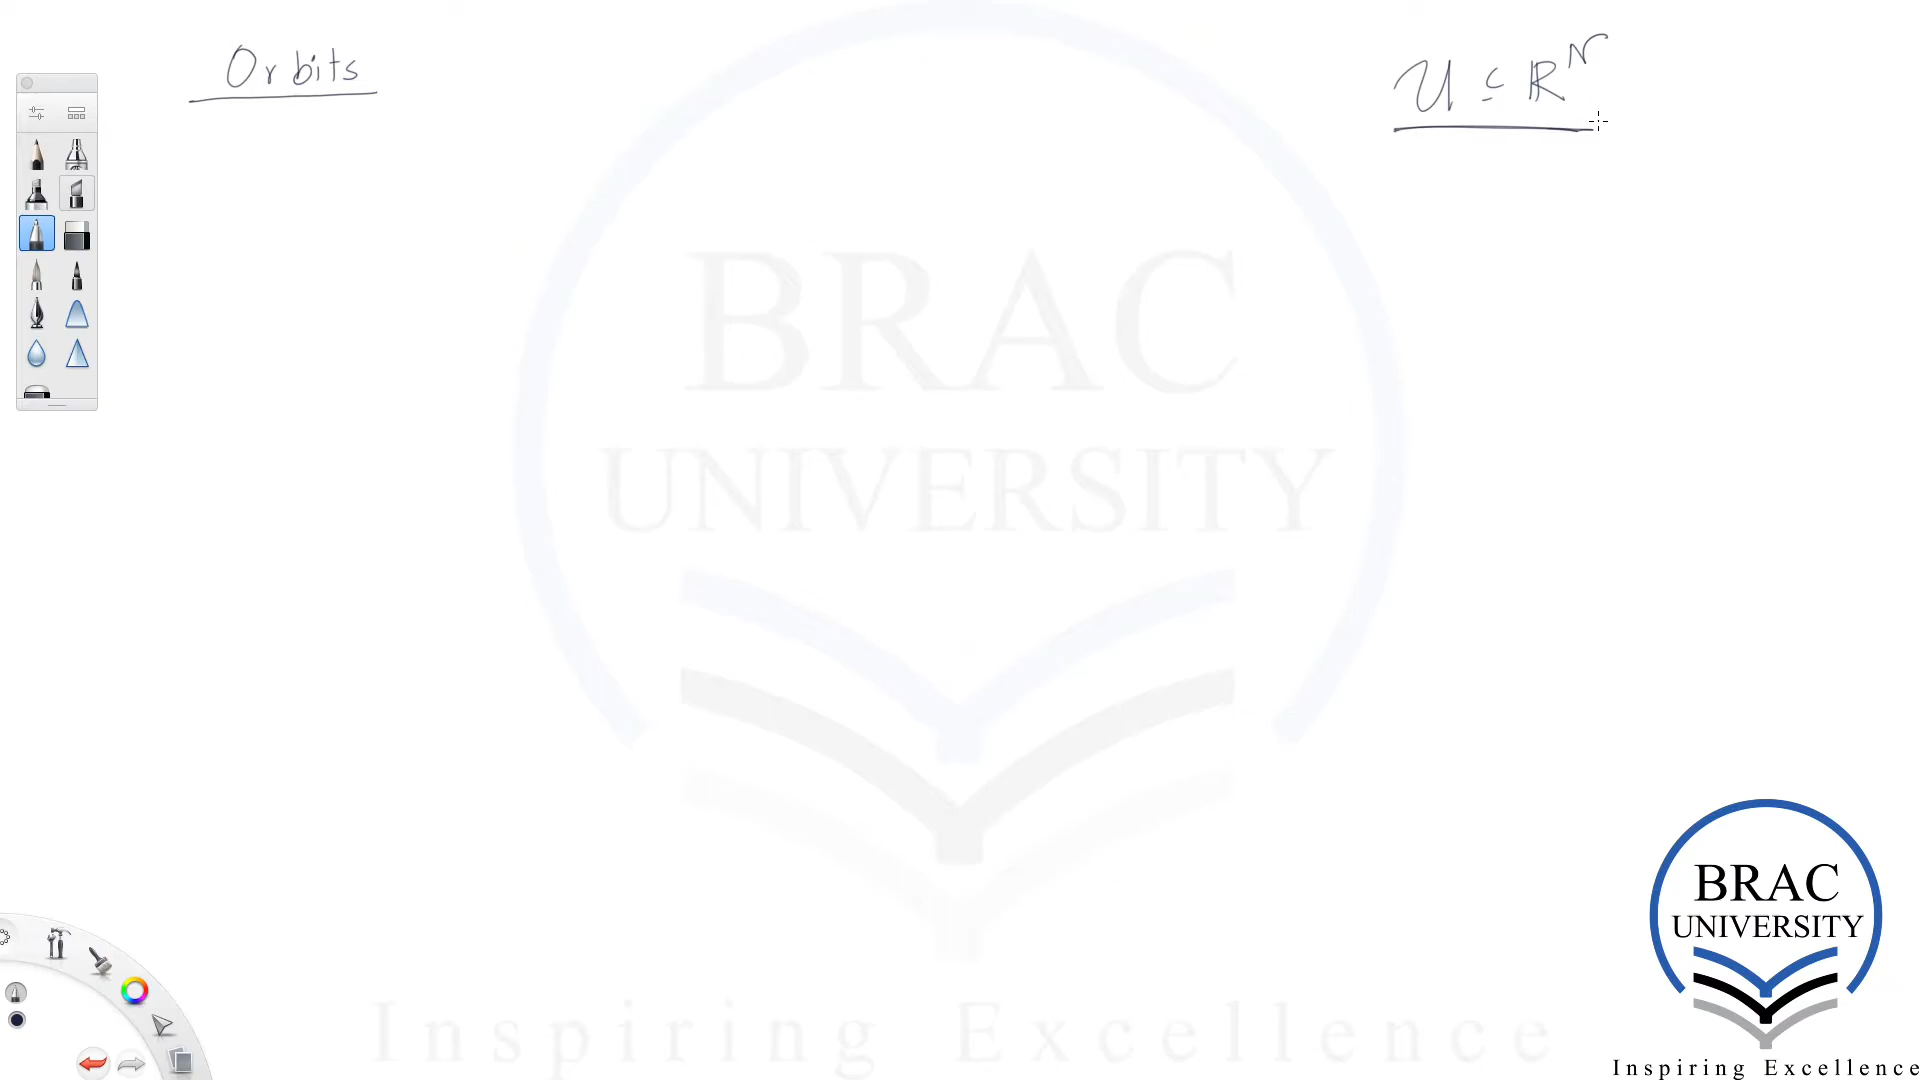 Orbits
U ⊆ ℝ^N
BRAC
UNIVERSITY
Inspiring Excellence
BRAC
UNIVERSITY
Inspiring Excellence